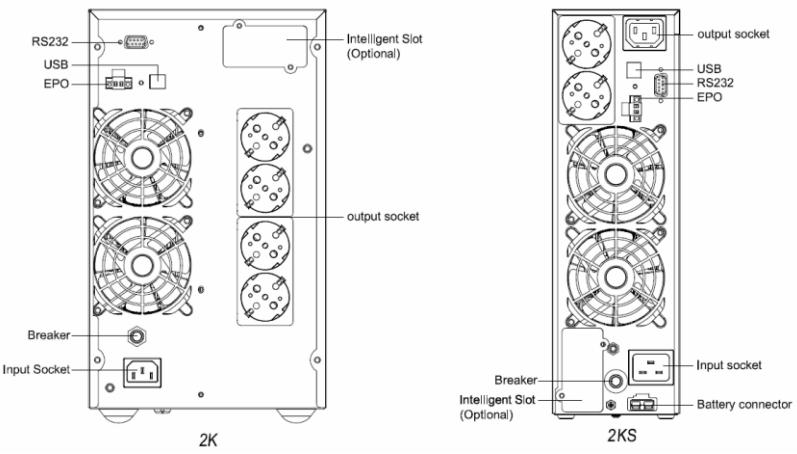 RS232
USB
EPO
Intelligent Slot
(Optional)
output socket
Breaker
Input Socket
2K
output socket
USB
RS232
EPO
Input socket
Breaker
Intelligent Slot
(Optional)
Battery connector
2KS